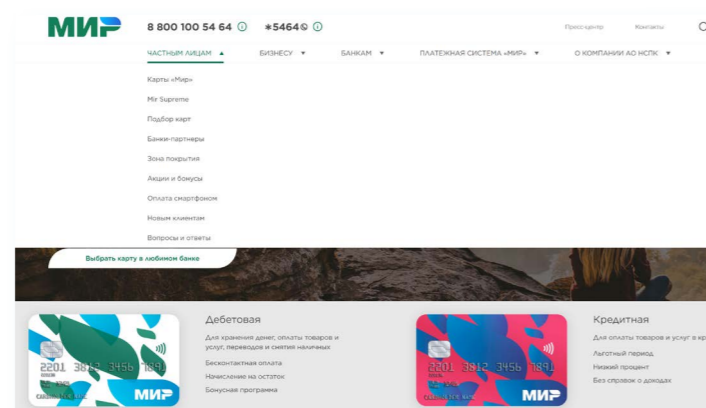 МИР
8 800 100 54 64
*5464
Пресс-центр
Контакты
ЧАСТНЫМ ЛИЦАМ
БИЗНЕСУ
БАНКАМ
ПЛАТЕЖНАЯ СИСТЕМА «МИР»
О КОМПАНИИ АО НСПК
Карты «Мир»
Mir Supreme
Подбор карт
Банки-партнеры
Зона покрытия
Акции и бонусы
Оплата смартфоном
Новым клиентам
Вопросы и ответы
Выбрать карту в любимом банке
2201 3812 3456 7891
CARDHOLDER NAME
МИР
Дебетовая
Для хранения денег, оплаты товаров и
услуг, переводов и снятия наличных
Бесконтактная оплата
Начисление на остаток
Бонусная программа
2201 3812 3456 7891
CARDHOLDER NAME
МИР
Кредитная
Для оплаты товаров и услуг в кр
Льготный период
Низкий процент
Без справок о доходах